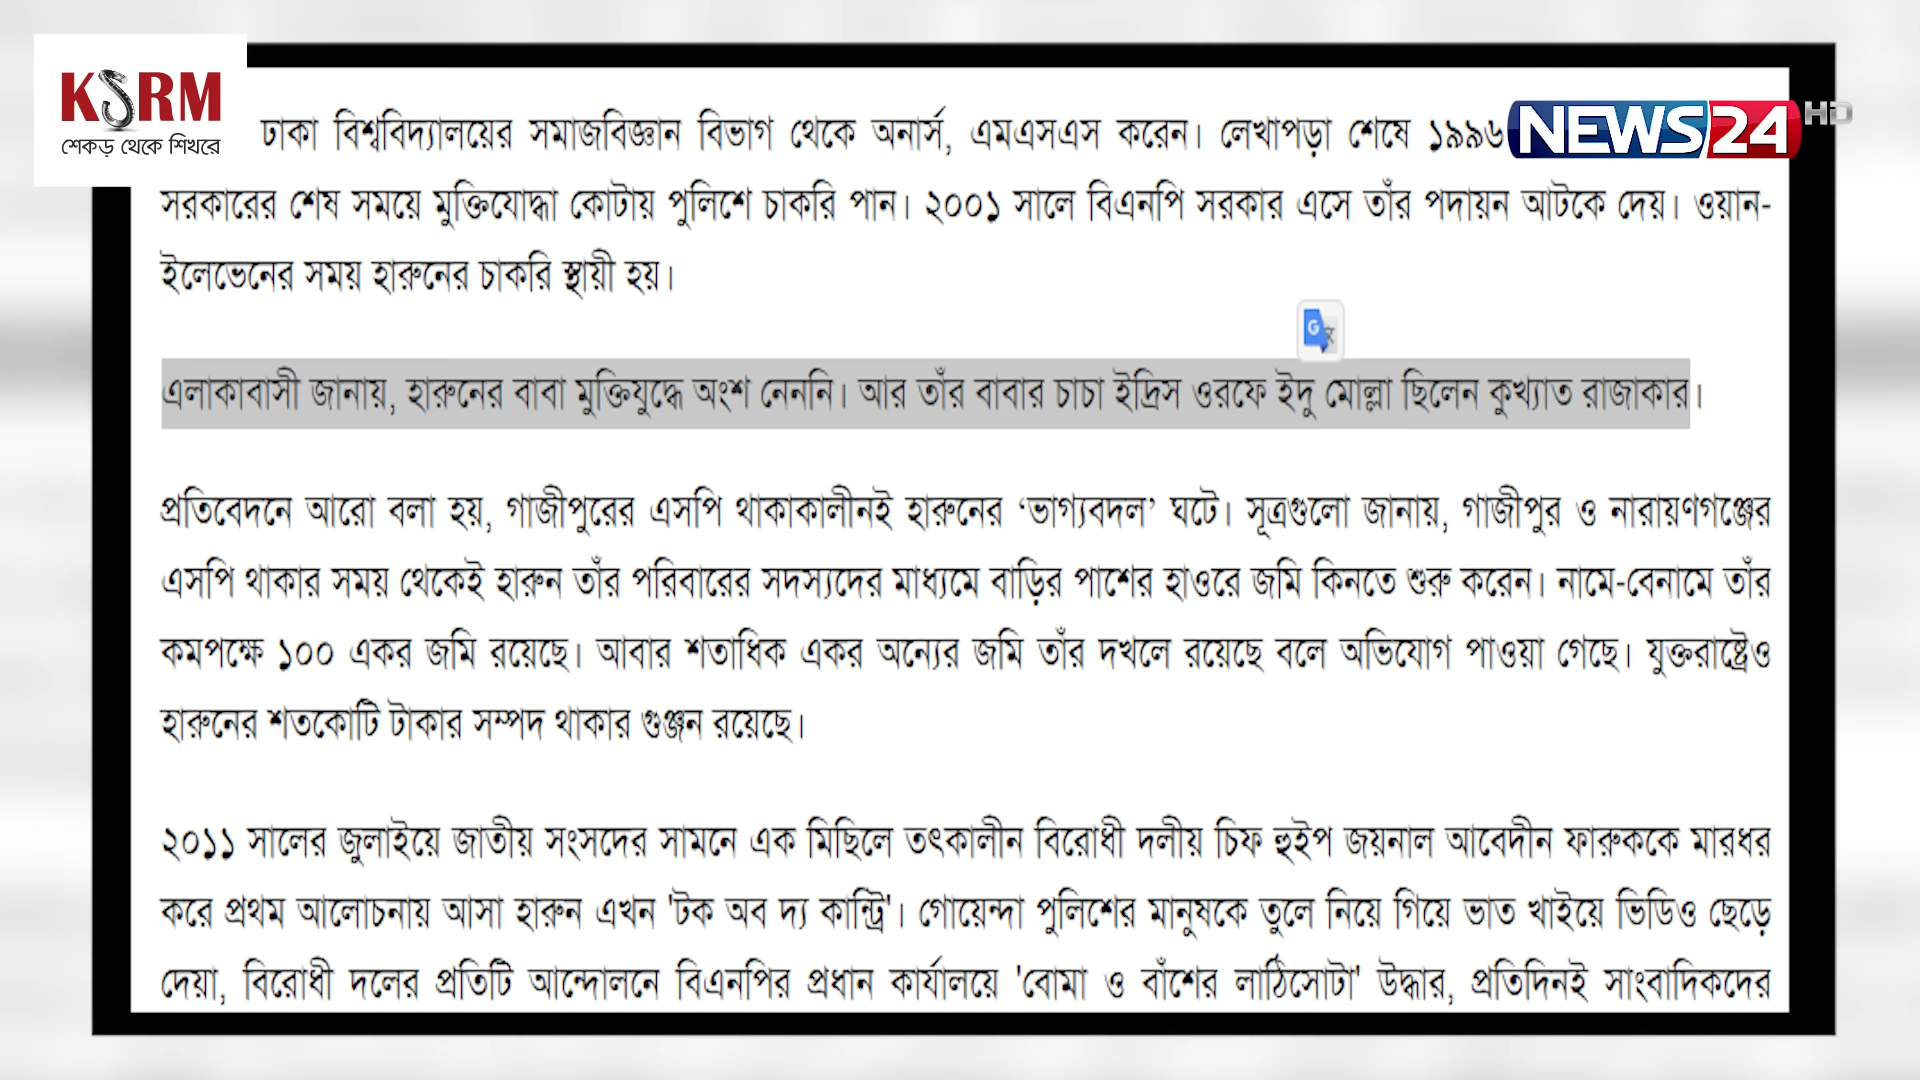 KSRM
শেকড় থেকে শিখরে
NEWS24 HD
ঢাকা বিশ্ববিদ্যালয়ের সমাজবিজ্ঞান বিভাগ থেকে অনার্স, এমএসএস করেন। লেখাপড়া শেষে ১৯৯৬
সরকারের শেষ সময়ে মুক্তিযোদ্ধা কোটায় পুলিশে চাকরি পান। ২০০১ সালে বিএনপি সরকার এসে তাঁর পদায়ন আটকে দেয়। ওয়ান-
ইলেভেনের সময় হারুনের চাকরি স্থায়ী হয়।
এলাকাবাসী জানায়, হারুনের বাবা মুক্তিযুদ্ধে অংশ নেননি। আর তাঁর বাবার চাচা ইদ্রিস ওরফে ইদু মোল্লা ছিলেন কুখ্যাত রাজাকার।
প্রতিবেদনে আরো বলা হয়, গাজীপুরের এসপি থাকাকালীনই হারুনের ‘ভাগ্যবদল’ ঘটে। সূত্রগুলো জানায়, গাজীপুর ও নারায়ণগঞ্জের
এসপি থাকার সময় থেকেই হারুন তাঁর পরিবারের সদস্যদের মাধ্যমে বাড়ির পাশের হাওরে জমি কিনতে শুরু করেন। নামে-বেনামে তাঁর
কমপক্ষে ১০০ একর জমি রয়েছে। আবার শতাধিক একর অন্যের জমি তাঁর দখলে রয়েছে বলে অভিযোগ পাওয়া গেছে। যুক্তরাষ্ট্রেও
হারুনের শতকোটি টাকার সম্পদ থাকার গুঞ্জন রয়েছে।
২০১১ সালের জুলাইয়ে জাতীয় সংসদের সামনে এক মিছিলে তৎকালীন বিরোধী দলীয় চিফ হুইপ জয়নাল আবেদীন ফারুককে মারধর
করে প্রথম আলোচনায় আসা হারুন এখন 'টক অব দ্য কান্ট্রি'। গোয়েন্দা পুলিশের মানুষকে তুলে নিয়ে গিয়ে ভাত খাইয়ে ভিডিও ছেড়ে
দেয়া, বিরোধী দলের প্রতিটি আন্দোলনে বিএনপির প্রধান কার্যালয়ে 'বোমা ও বাঁশের লাঠিসোটা' উদ্ধার, প্রতিদিনই সাংবাদিকদের